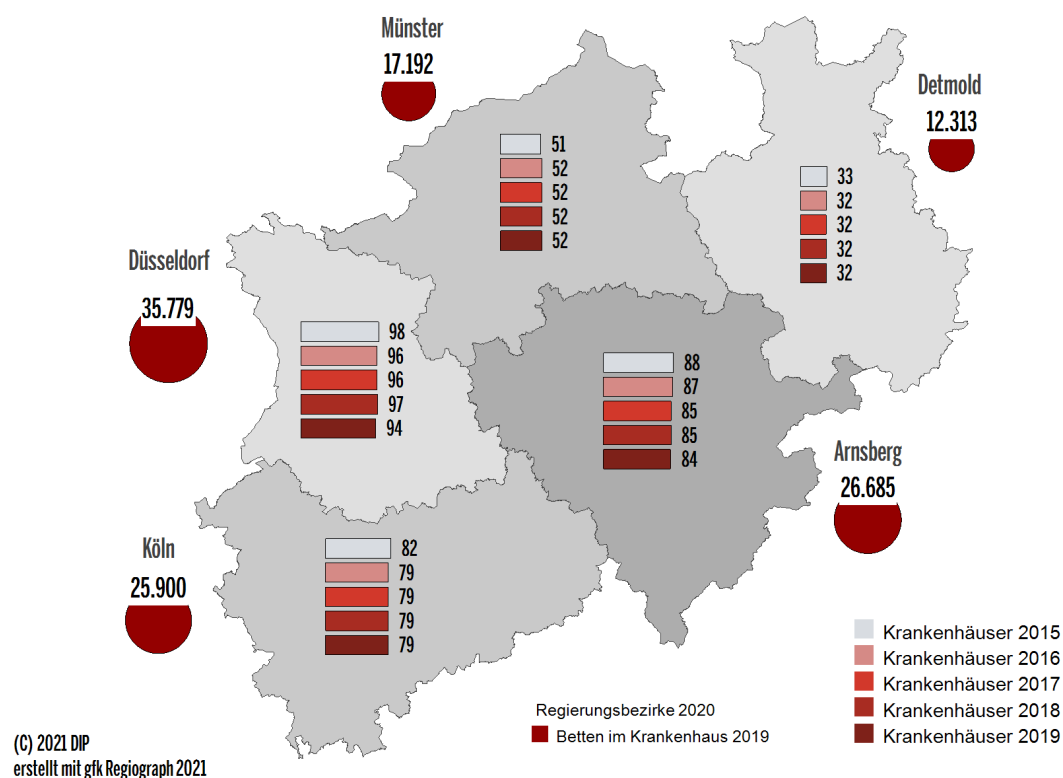 Münster
17.192
Detmold
12.313
51
52
52
52
52
33
32
32
32
32
Düsseldorf
35.779
98
96
96
97
94
88
87
85
85
84
Arnsberg
26.685
Köln
25.900
82
79
79
79
79
Krankenhäuser 2015
Krankenhäuser 2016
Krankenhäuser 2017
Krankenhäuser 2018
Krankenhäuser 2019
Regierungsbezirke 2020
Betten im Krankenhaus 2019
(C) 2021 DIP
erstellt mit gfk Regiograph 2021